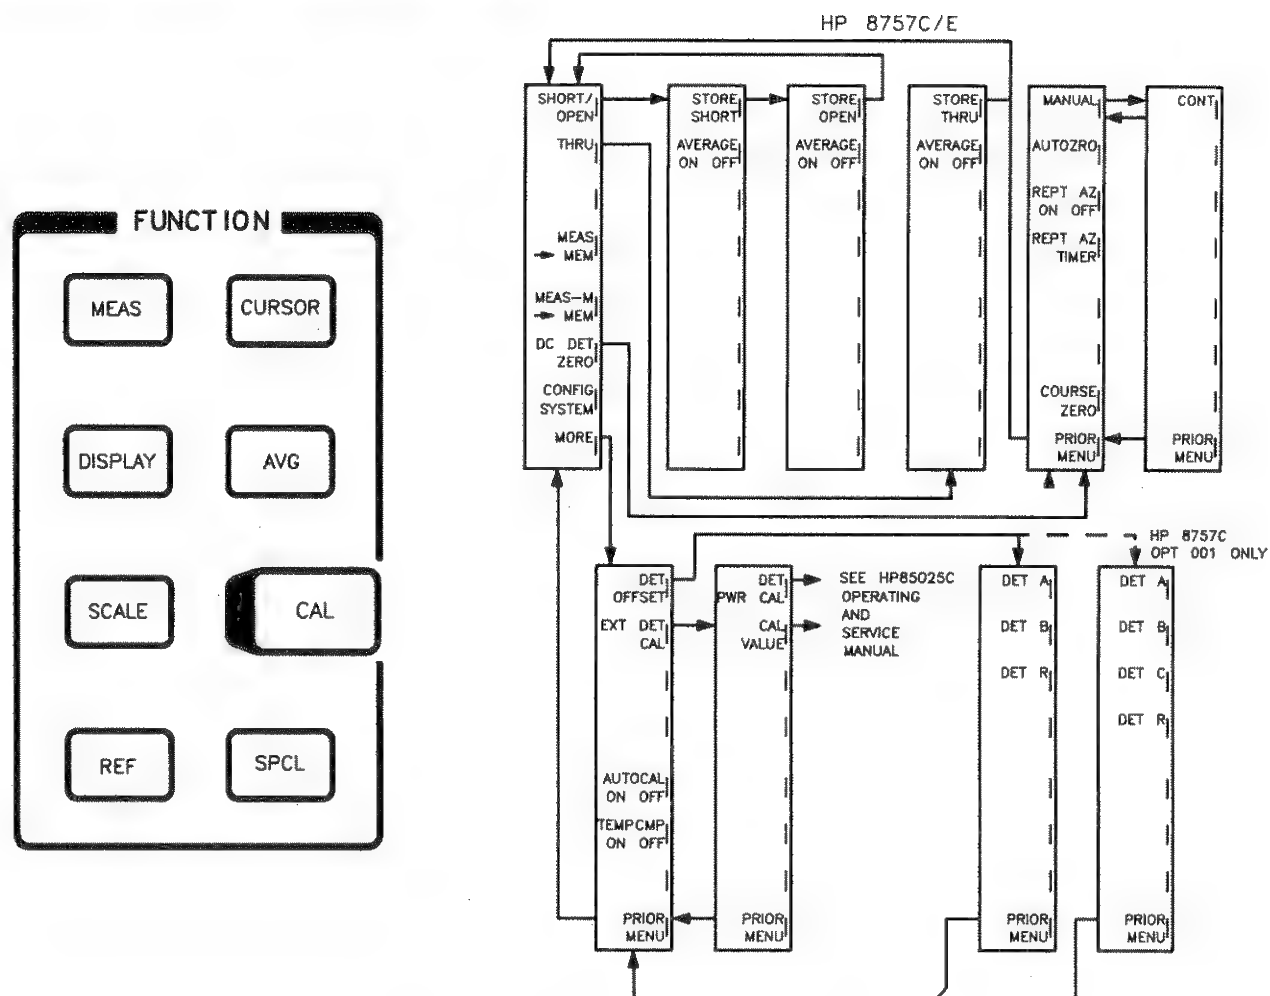 HP 8757C/E
FUNCTION
MEAS
CURSOR
DISPLAY
AVG
SCALE
CAL
REF
SPCL
SHORT/
OPEN
THRU
MEAS
MEM
MEAS-M
MEM
DC DET
ZERO
CONFIG
SYSTEM
MORE
STORE
SHORT
AVERAGE
ON OFF
STORE
OPEN
AVERAGE
ON OFF
STORE
THRU
AVERAGE
ON OFF
MANUAL
AUTOZRO
REPT AZ
ON OFF
REPT AZ
TIMER
COURSE
ZERO
PRIOR
MENU
CONT
PRIOR
MENU
HP 8757C
OPT 001 ONLY
DET
OFFSET
EXT DET
CAL
AUTOCAL
ON OFF
TEMPCMP
ON OFF
PRIOR
MENU
DET
PWR CAL
CAL
VALUE
PRIOR
MENU
SEE HP85025C
OPERATING
AND
SERVICE
MANUAL
DET A
DET B
DET R
PRIOR
MENU
DET A
DET B
DET C
DET R
PRIOR
MENU